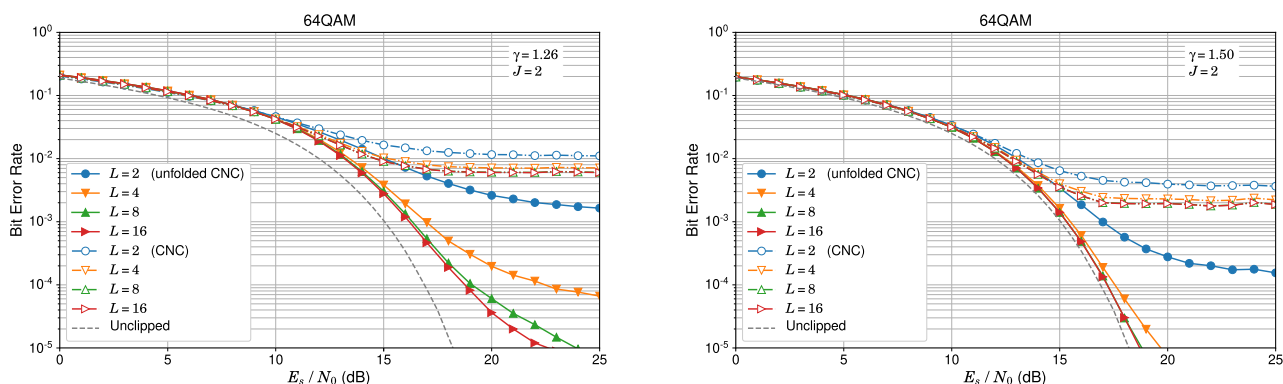 64QAM
γ = 1.26
J = 2
Bit Error Rate
10⁰
10⁻¹
10⁻²
10⁻³
10⁻⁴
10⁻⁵
L = 2 (unfolded CNC)
L = 4
L = 8
L = 16
L = 2 (CNC)
L = 4
L = 8
L = 16
Unclipped
0 5 10 15 20 25
E_s / N_0 (dB)
64QAM
γ = 1.50
J = 2
Bit Error Rate
10⁰
10⁻¹
10⁻²
10⁻³
10⁻⁴
10⁻⁵
L = 2 (unfolded CNC)
L = 4
L = 8
L = 16
L = 2 (CNC)
L = 4
L = 8
L = 16
Unclipped
0 5 10 15 20 25
E_s / N_0 (dB)